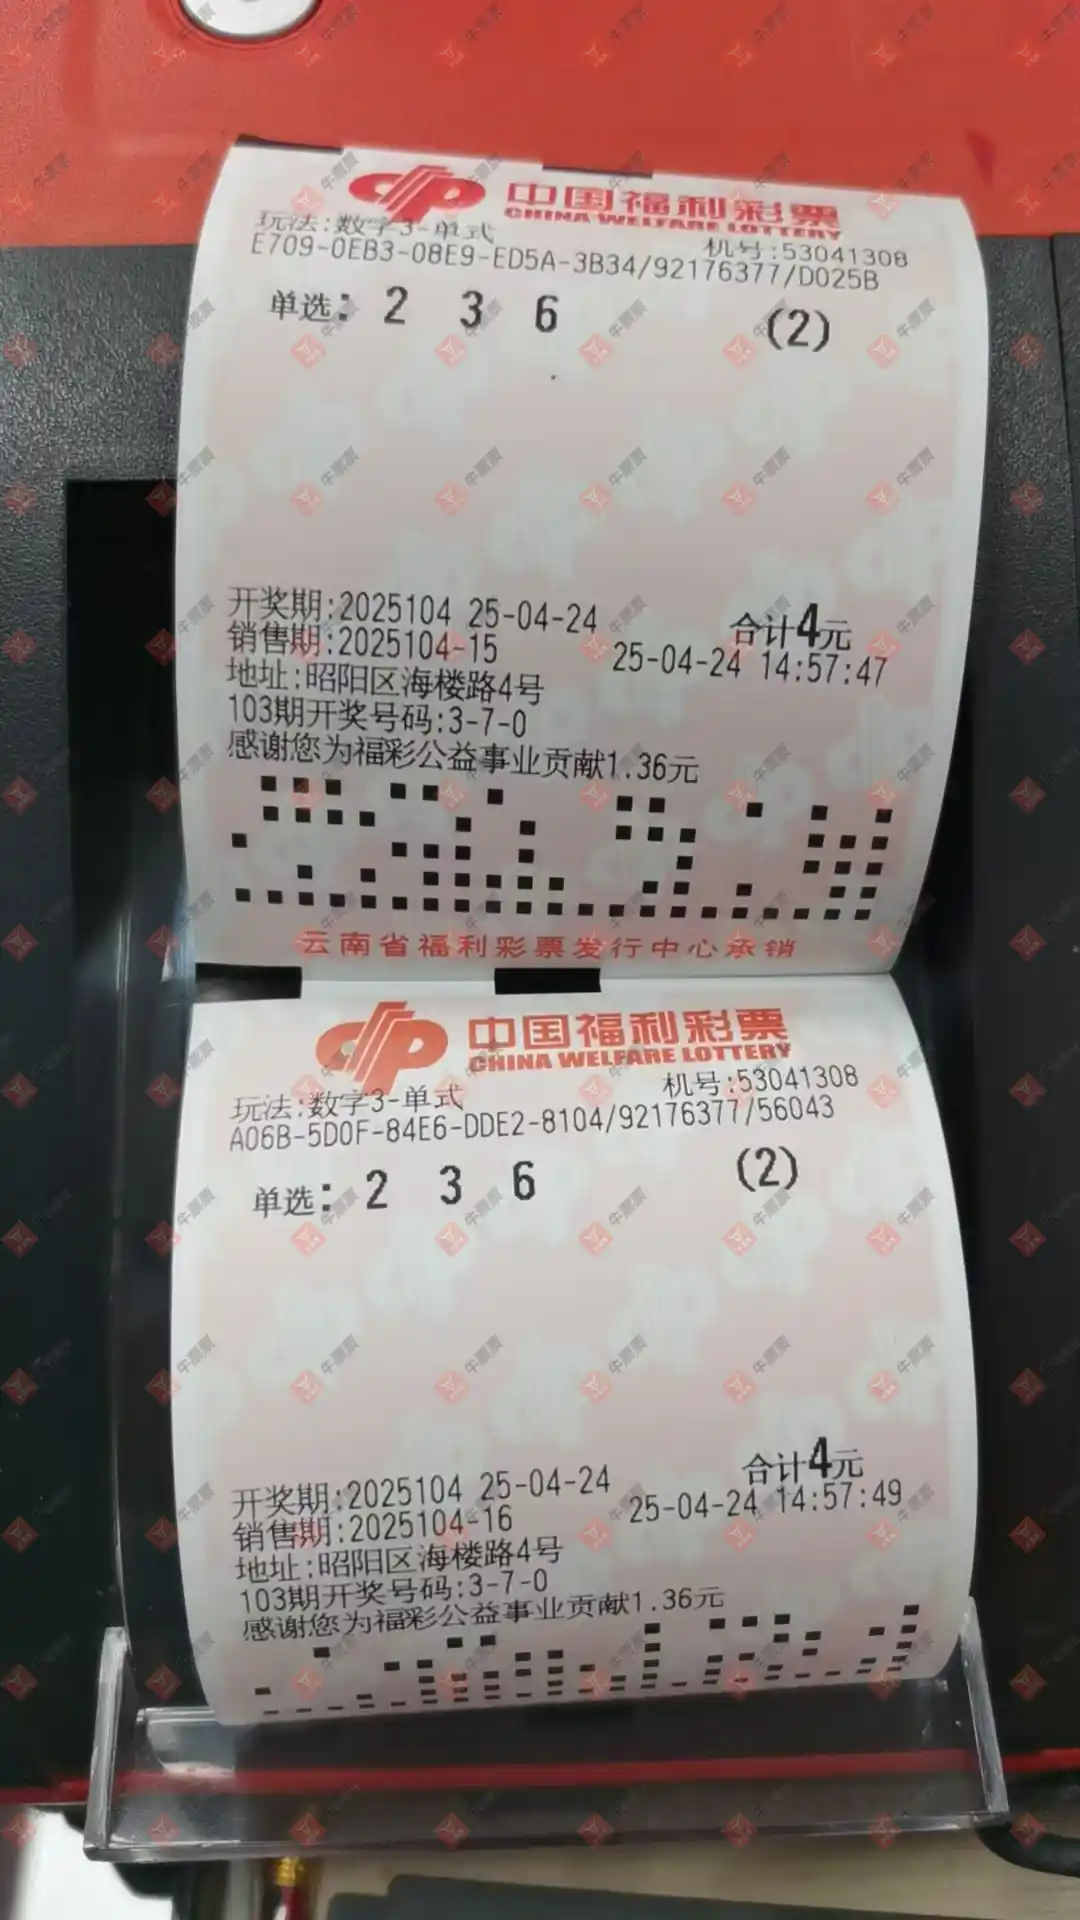 中国福利彩票
CHINA WELFARE LOTTERY
玩法:数字3-单式
机号:53041308
E709-0EB3-08E9-ED5A-3B34/92176377/D025B
单选: 2 3 6 (2)
开奖期:2025104 25-04-24 合计4元
销售期:2025104-15 25-04-24 14:57:47
地址:昭阳区海楼路4号
103期开奖号码:3-7-0
感谢您为福彩公益事业贡献1.36元
云南省福利彩票发行中心承销
中国福利彩票
CHINA WELFARE LOTTERY
玩法:数字3-单式 机号:53041308
A06B-5D0F-84E6-DDE2-8104/92176377/56043
单选: 2 3 6 (2)
开奖期:2025104 25-04-24 合计4元
销售期:2025104-16 25-04-24 14:57:49
地址:昭阳区海楼路4号
103期开奖号码:3-7-0
感谢您为福彩公益事业贡献1.36元
牛票票